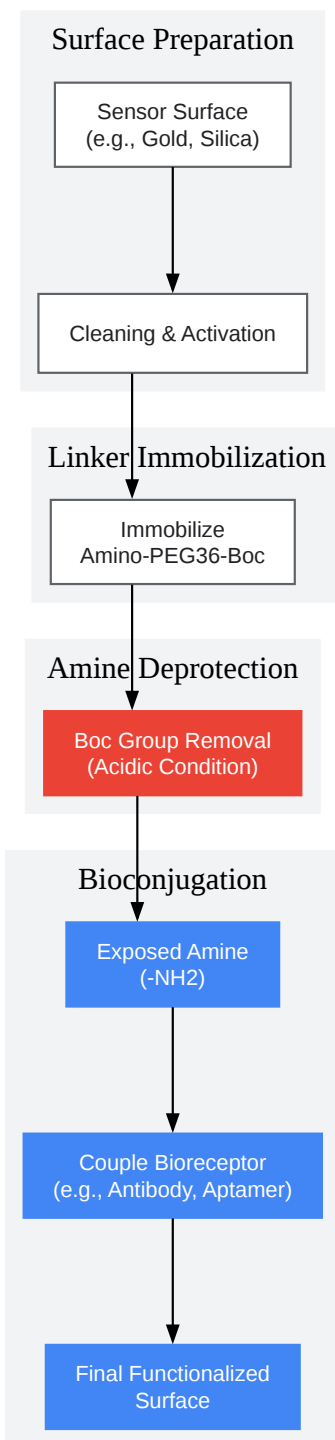 Surface Preparation
Sensor Surface
(e.g., Gold, Silica)
Cleaning & Activation
Linker Immobilization
Immobilize
Amino-PEG36-Boc
Amine Deprotection
Boc Group Removal
(Acidic Condition)
Bioconjugation
Exposed Amine
(-NH2)
Couple Bioreceptor
(e.g., Antibody, Aptamer)
Final Functionalized
Surface